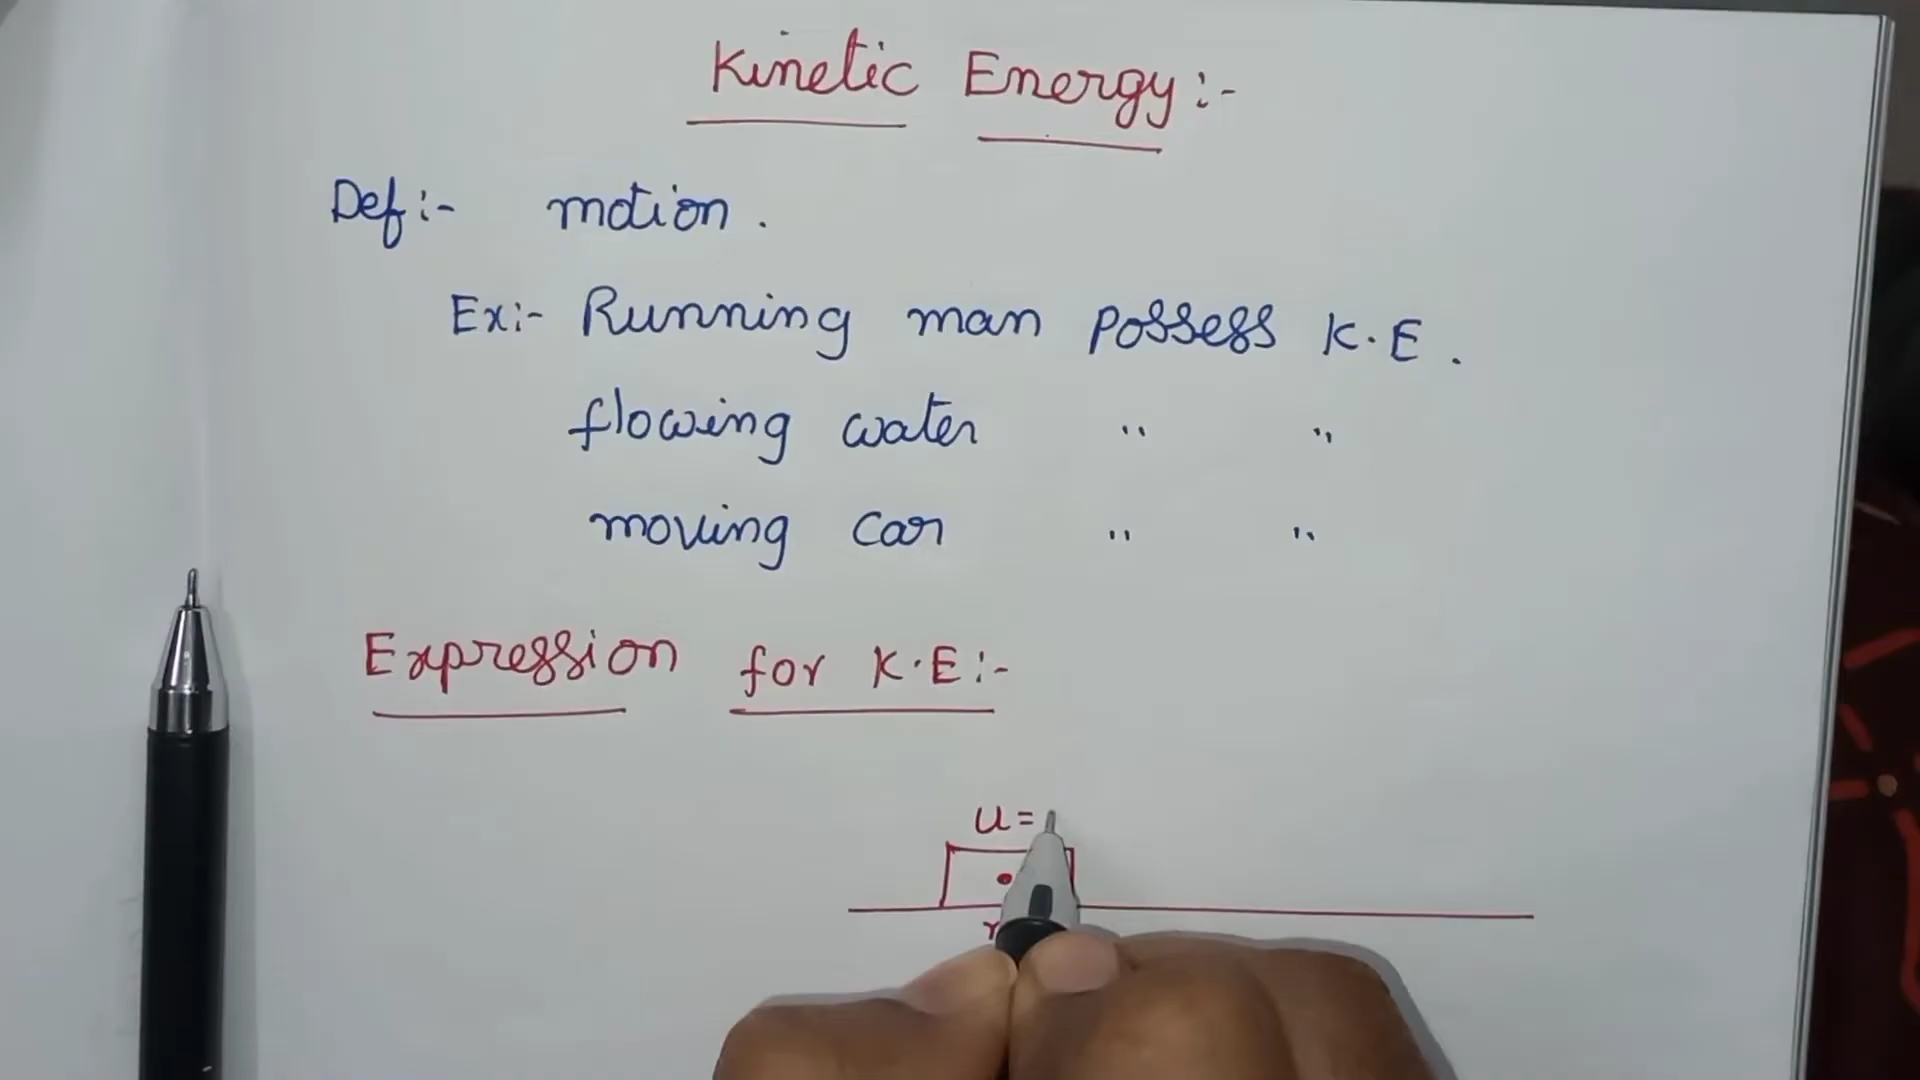 Kinetic Energy:-
Def:- motion.
Ex:- Running man possess K.E.
flowing water " "
moving car " "
Expression for K.E:-
u=